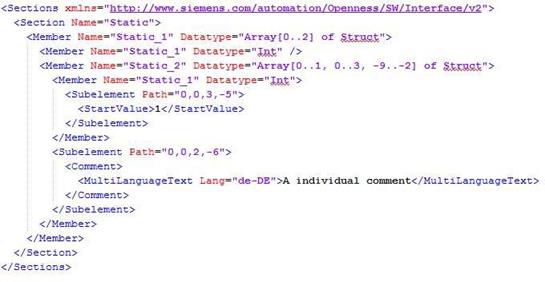 <Sections xmlns="http://www.siemens.com/automation/Openness/SW/Interface/v2">
<Section Name="Static">
<Member Name="Static_1" Datatype="Array[0..2] of Struct">
<Member Name="Static_1" Datatype="Int" />
<Member Name="Static_2" Datatype="Array[0..1, 0..3, -9..-2] of Struct">
<Member Name="Static_1" Datatype="Int">
<Subelement Path="0,0,3,-5">
<StartValue>1</StartValue>
</Subelement>
</Member>
<Subelement Path="0,0,2,-6">
<Comment>
<MultiLanguageText Lang="de-DE">A individual comment</MultiLanguageText>
</Comment>
</Subelement>
</Member>
</Member>
</Section>
</Sections>